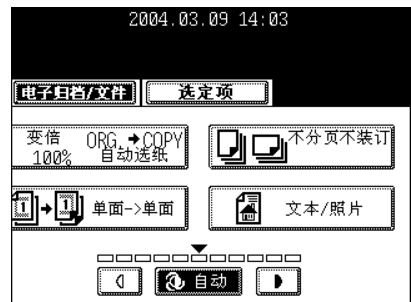 2004.03.09 14:03
电子归档/文件 选定项
变倍 ORG.→COPY
100% 自动选纸
不分页不装订
1→1 单面->单面
文本/照片
自动